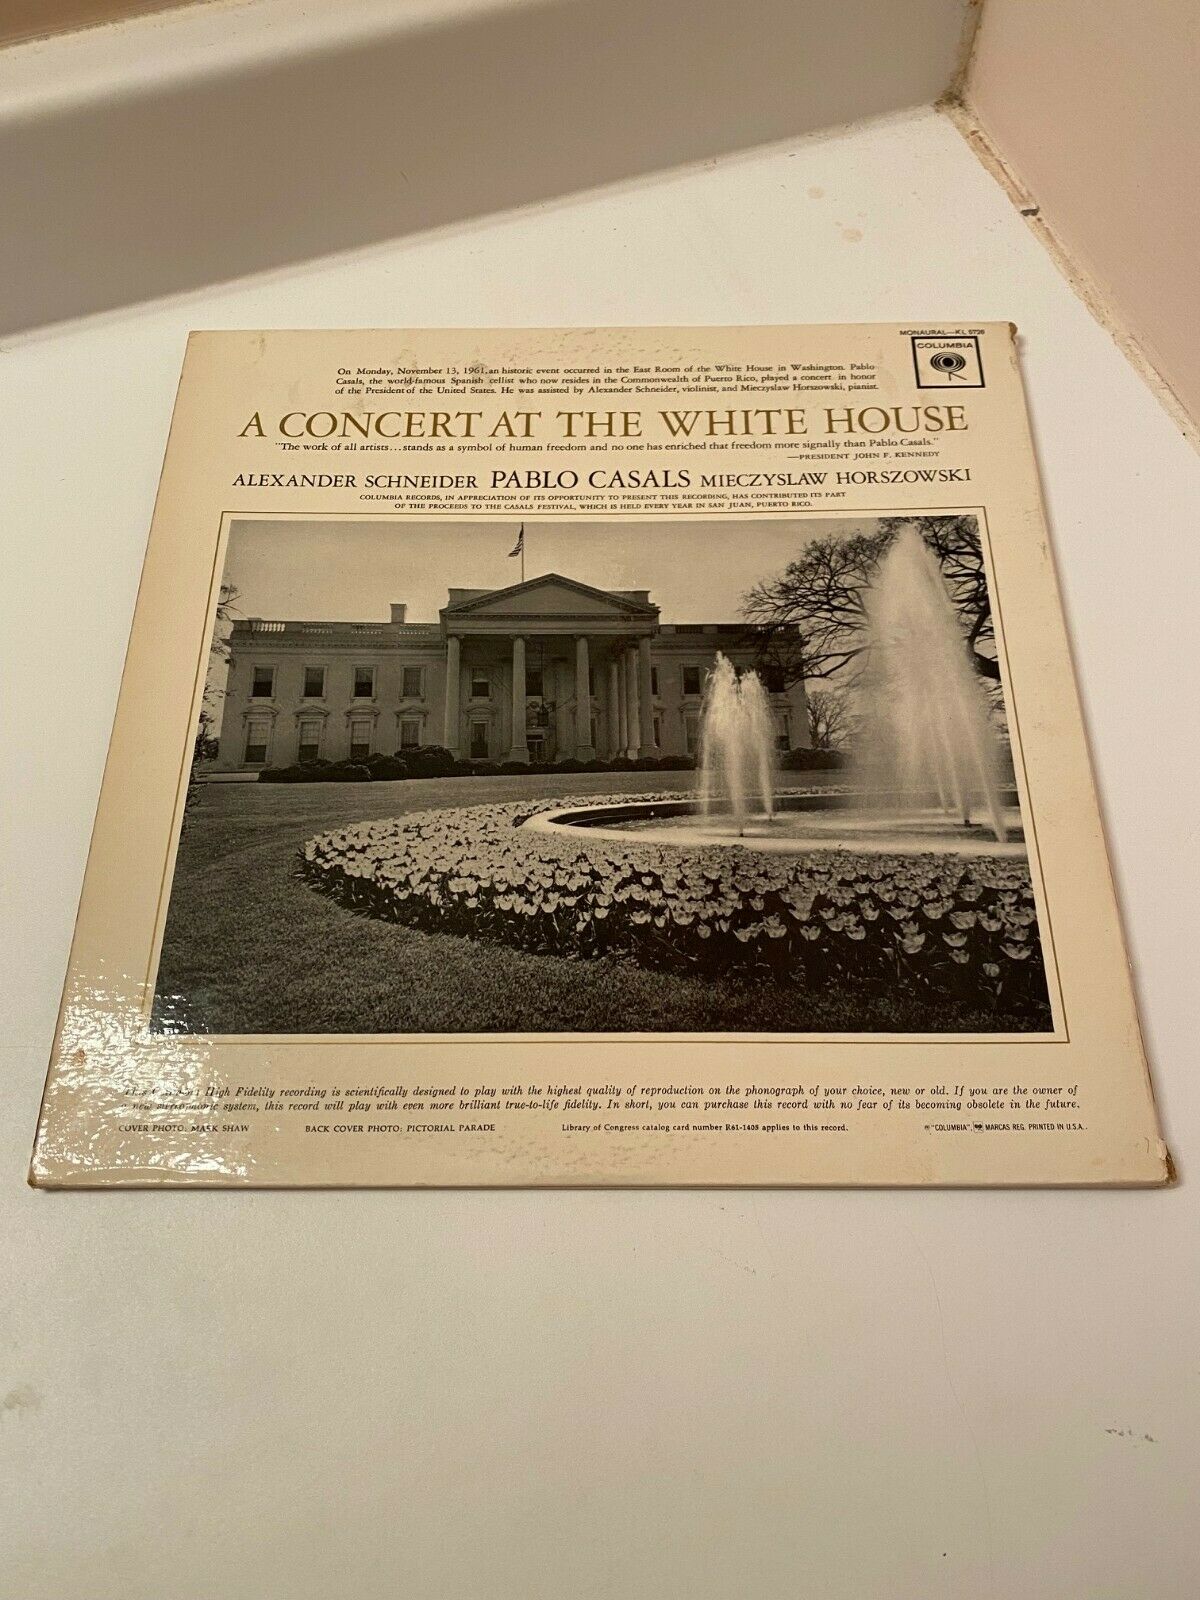 MONAURAL—KL 5726
COLUMBIA
On Monday, November 13, 1961, an historic event occurred in the East Room of the White House in Washington. Pablo
Casals, the world-famous Spanish cellist who now resides in the Commonwealth of Puerto Rico, played a concert in honor
of the President of the United States. He was assisted by Alexander Schneider, violinist, and Mieczyslaw Horszowski, pianist.
A CONCERT AT THE WHITE HOUSE
"The work of all artists...stands as a symbol of human freedom and no one has enriched that freedom more signally than Pablo Casals."
—PRESIDENT JOHN F. KENNEDY
ALEXANDER SCHNEIDER PABLO CASALS MIECZYSLAW HORSZOWSKI
COLUMBIA RECORDS, IN APPRECIATION OF ITS OPPORTUNITY TO PRESENT THIS RECORDING, HAS CONTRIBUTED ITS PART
OF THE PROCEEDS TO THE CASALS FESTIVAL, WHICH IS HELD EVERY YEAR IN SAN JUAN, PUERTO RICO.
This High Fidelity recording is scientifically designed to play with the highest quality of reproduction on the phonograph of your choice, new or old. If you are the owner of
a new stereophonic system, this record will play with even more brilliant true-to-life fidelity. In short, you can purchase this record with no fear of its becoming obsolete in the future.
COVER PHOTO: MARK SHAW BACK COVER PHOTO: PICTORIAL PARADE Library of Congress catalog card number R61-1405 applies to this record. ® "COLUMBIA", MARCAS REG. PRINTED IN U.S.A.